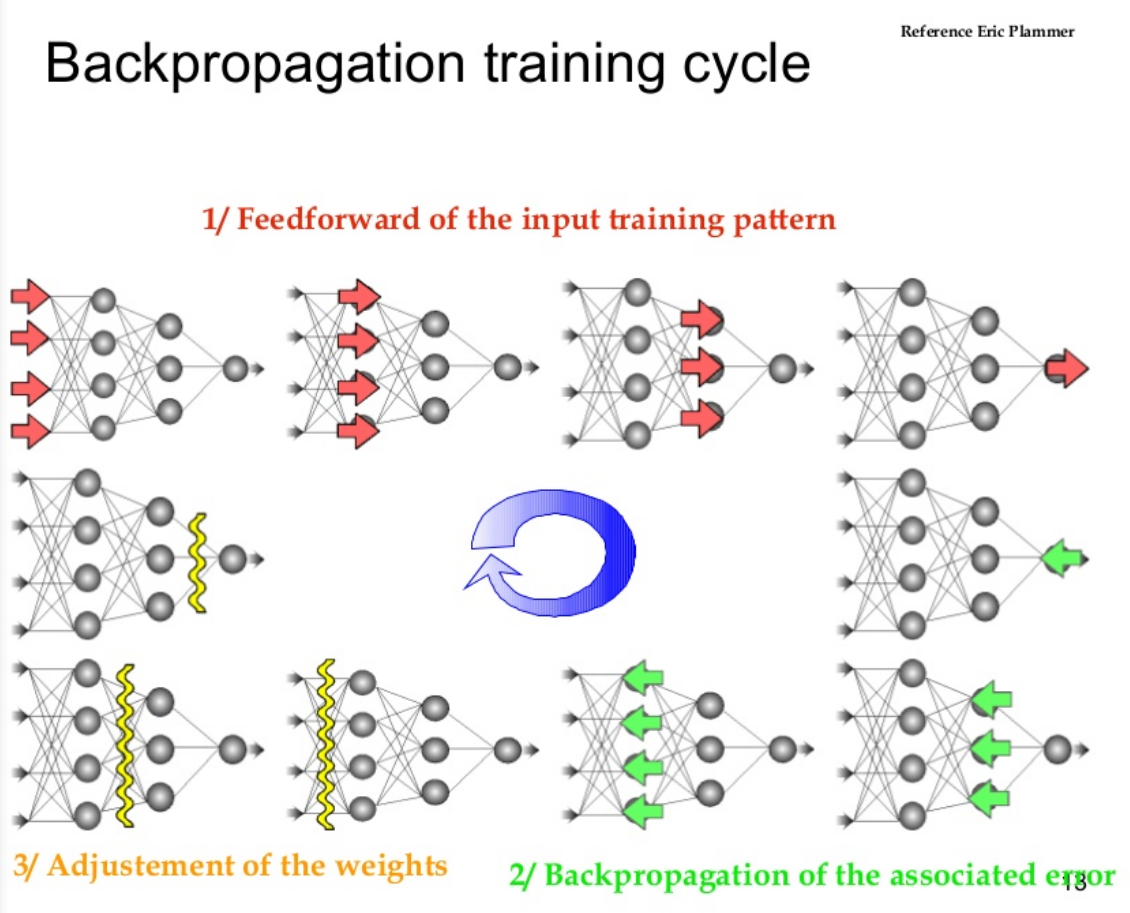 Reference Eric Plammer
Backpropagation training cycle
1/ Feedforward of the input training pattern
3/ Adjustement of the weights
2/ Backpropagation of the associated error
13